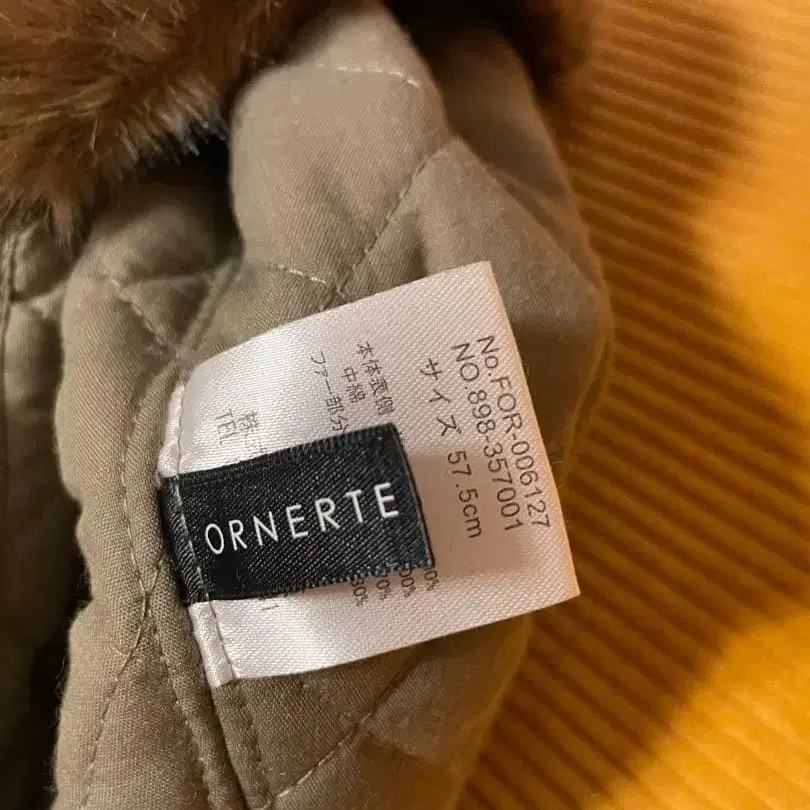 ORNERTE
No.FOR-006127
NO.898-357001
サイズ 57.5cm
本体表側
中綿
ファー部分
TEL